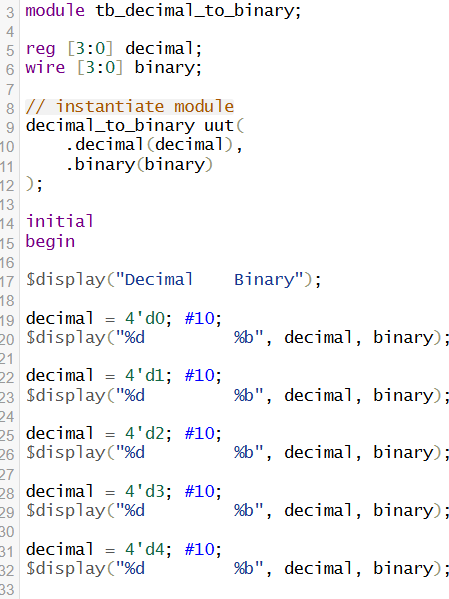 3 module tb_decimal_to_binary;
4
5 reg [3:0] decimal;
6 wire [3:0] binary;
7
8 // instantiate module
9 decimal_to_binary uut(
10     .decimal(decimal),
11     .binary(binary)
12 );
13
14 initial
15 begin
16
17 $display("Decimal    Binary");
18
19 decimal = 4'd0; #10;
20 $display("%d         %b", decimal, binary);
21
22 decimal = 4'd1; #10;
23 $display("%d         %b", decimal, binary);
24
25 decimal = 4'd2; #10;
26 $display("%d         %b", decimal, binary);
27
28 decimal = 4'd3; #10;
29 $display("%d         %b", decimal, binary);
30
31 decimal = 4'd4; #10;
32 $display("%d         %b", decimal, binary);
33